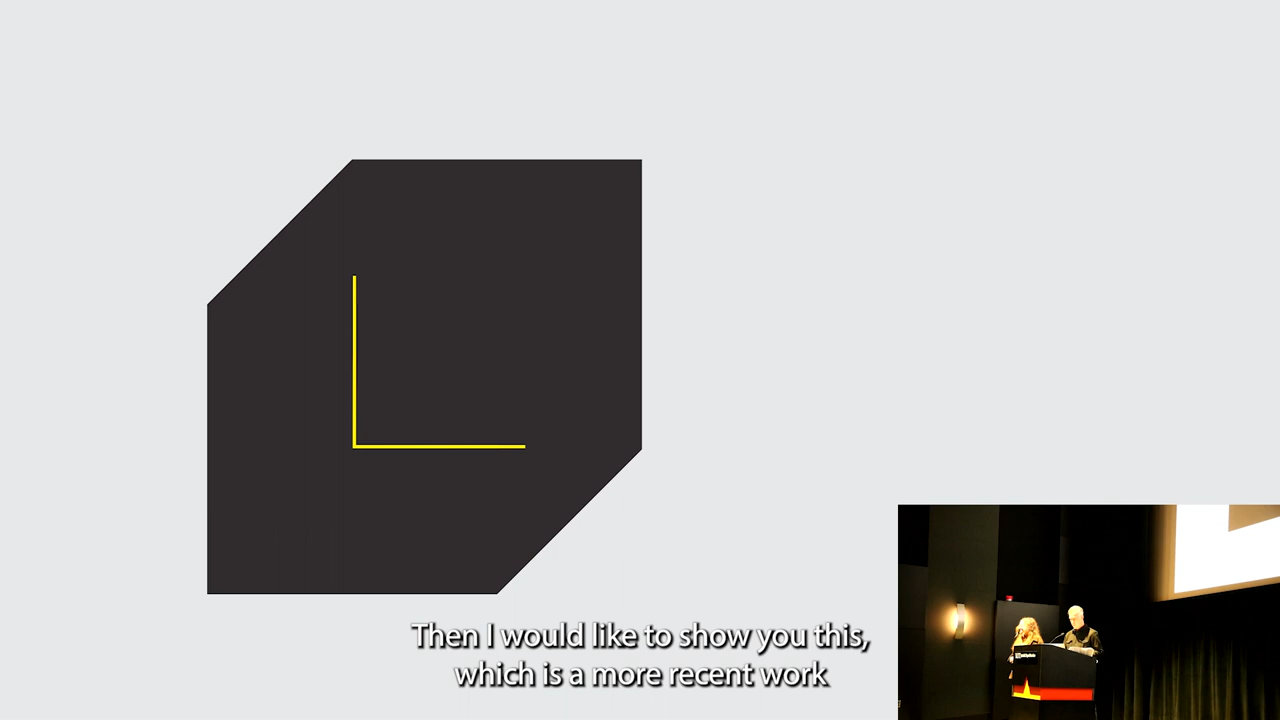 Then I would like to show you this,
which is a more recent work